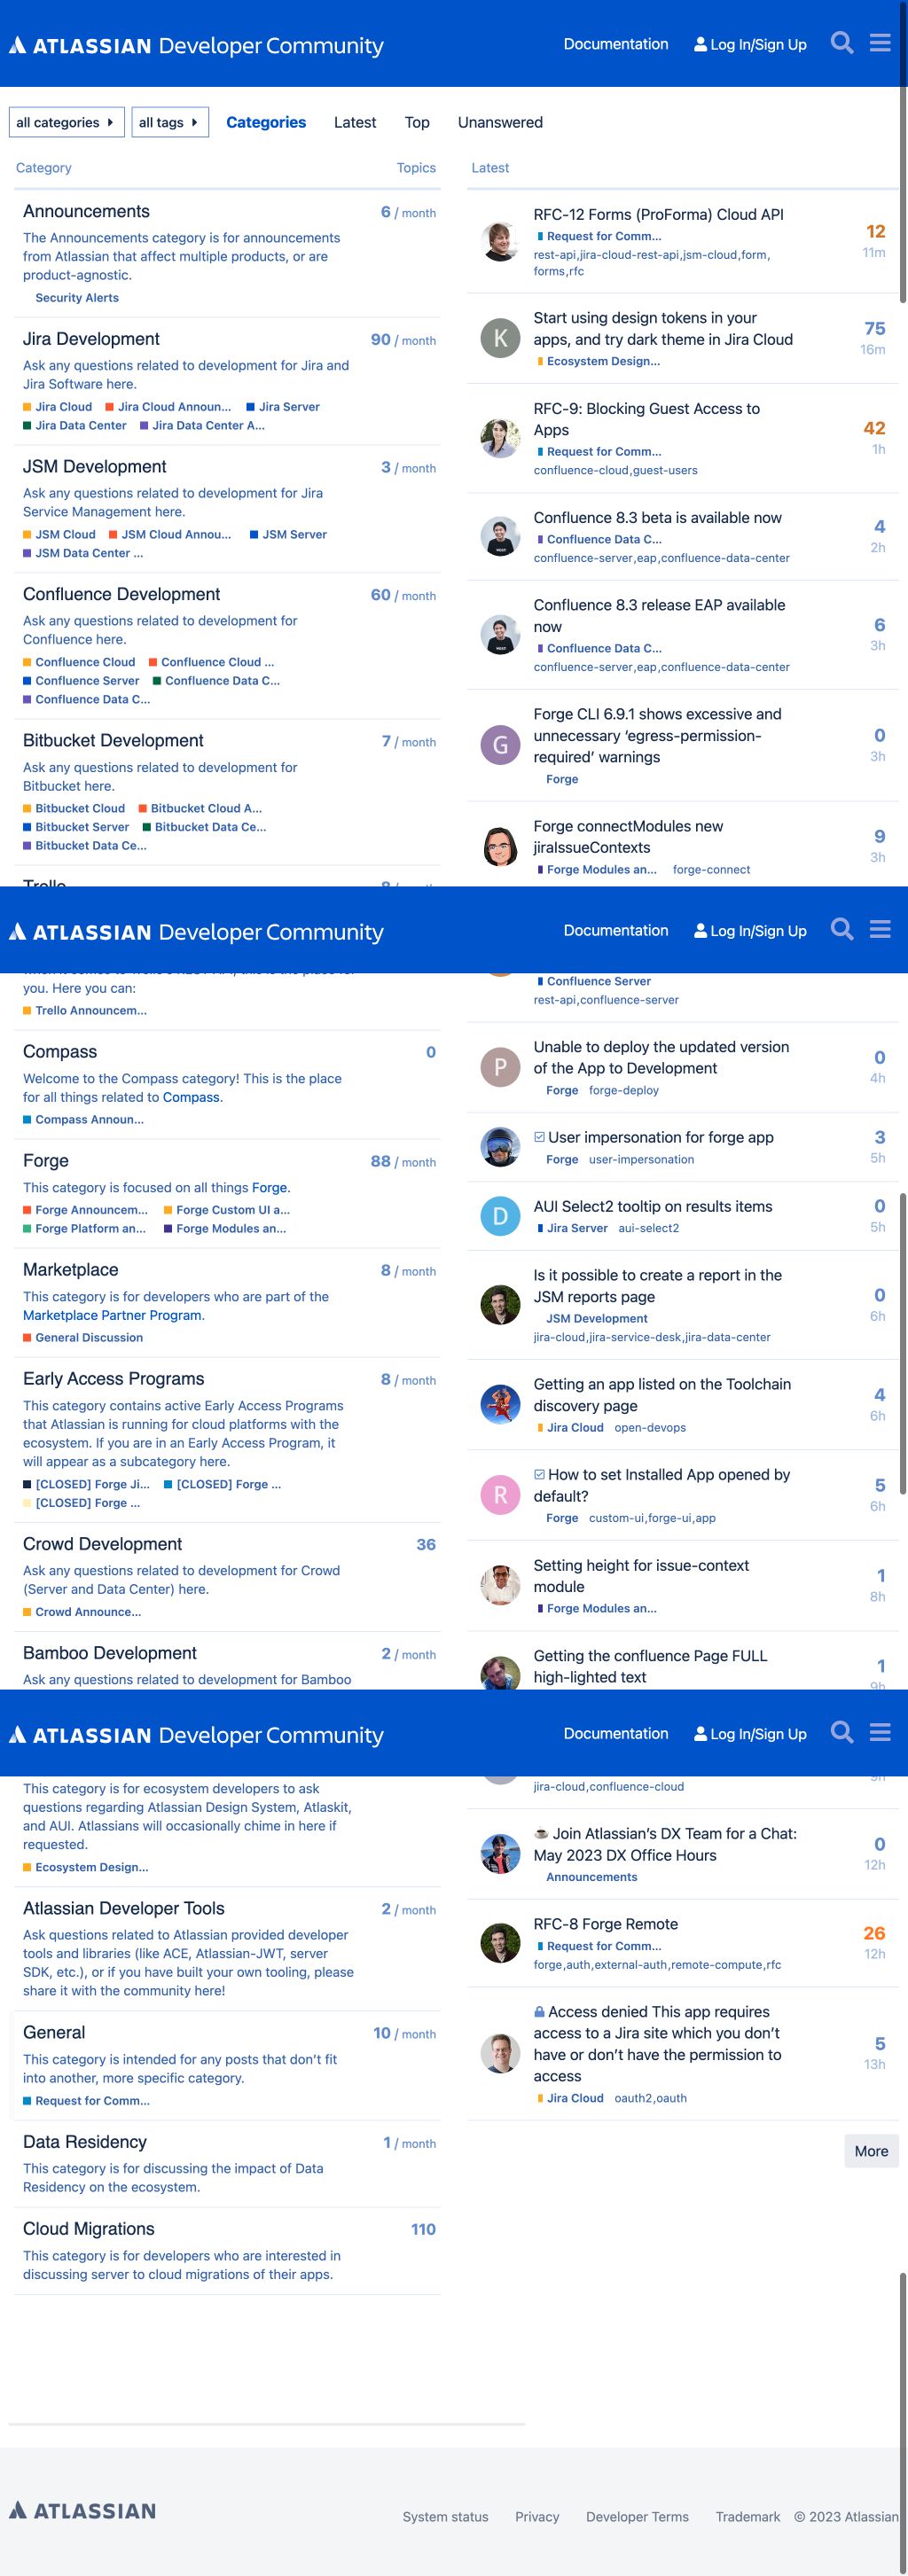 ATLASSIAN Developer Community
Documentation
Log In/Sign Up
all categories
all tags
Categories
Latest
Top
Unanswered
Category
Topics
Announcements
6 / month
The Announcements category is for announcements
from Atlassian that affect multiple products, or are
product-agnostic.
Security Alerts
Jira Development
90 / month
Ask any questions related to development for Jira and
Jira Software here.
Jira Cloud Jira Cloud Announ... Jira Server
Jira Data Center Jira Data Center A...
JSM Development
3 / month
Ask any questions related to development for Jira
Service Management here.
JSM Cloud JSM Cloud Annou... JSM Server
JSM Data Center ...
Confluence Development
60 / month
Ask any questions related to development for
Confluence here.
Confluence Cloud Confluence Cloud ...
Confluence Server Confluence Data C...
Confluence Data C...
Bitbucket Development
7 / month
Ask any questions related to development for
Bitbucket here.
Bitbucket Cloud Bitbucket Cloud A...
Bitbucket Server Bitbucket Data Ce...
Bitbucket Data Ce...
Trello
Latest
RFC-12 Forms (ProForma) Cloud API
12
Request for Comm...
11m
rest-api,jira-cloud-rest-api,jsm-cloud,form,
forms,rfc
K
Start using design tokens in your
apps, and try dark theme in Jira Cloud
75
16m
Ecosystem Design...
RFC-9: Blocking Guest Access to
Apps
42
1h
Request for Comm...
confluence-cloud,guest-users
Confluence 8.3 beta is available now
4
2h
Confluence Data C...
confluence-server,eap,confluence-data-center
Confluence 8.3 release EAP available
now
6
3h
Confluence Data C...
confluence-server,eap,confluence-data-center
G
Forge CLI 6.9.1 shows excessive and
unnecessary ‘egress-permission-
required’ warnings
0
3h
Forge
Forge connectModules new
jiraIssueContexts
9
3h
Forge Modules an... forge-connect
ATLASSIAN Developer Community
Documentation
Log In/Sign Up
you. Here you can:
Trello Announcem...
Compass
0
Welcome to the Compass category! This is the place
for all things related to Compass.
Compass Announ...
Forge
88 / month
This category is focused on all things Forge.
Forge Announcem... Forge Custom UI a...
Forge Platform an... Forge Modules an...
Marketplace
8 / month
This category is for developers who are part of the
Marketplace Partner Program.
General Discussion
Early Access Programs
8 / month
This category contains active Early Access Programs
that Atlassian is running for cloud platforms with the
ecosystem. If you are in an Early Access Program, it
will appear as a subcategory here.
[CLOSED] Forge Ji... [CLOSED] Forge ...
[CLOSED] Forge ...
Crowd Development
36
Ask any questions related to development for Crowd
(Server and Data Center) here.
Crowd Announce...
Bamboo Development
2 / month
Ask any questions related to development for Bamboo
Confluence Server
rest-api,confluence-server
P
Unable to deploy the updated version
of the App to Development
0
4h
Forge forge-deploy
User impersonation for forge app
3
5h
Forge user-impersonation
D
AUI Select2 tooltip on results items
0
5h
Jira Server aui-select2
Is it possible to create a report in the
JSM reports page
0
6h
JSM Development
jira-cloud,jira-service-desk,jira-data-center
Getting an app listed on the Toolchain
discovery page
4
6h
Jira Cloud open-devops
R
How to set Installed App opened by
default?
5
6h
Forge custom-ui,forge-ui,app
Setting height for issue-context
module
1
8h
Forge Modules an...
Getting the confluence Page FULL
high-lighted text
1
9h
ATLASSIAN Developer Community
Documentation
Log In/Sign Up
This category is for ecosystem developers to ask
questions regarding Atlassian Design System, Atlaskit,
and AUI. Atlassians will occasionally chime in here if
requested.
Ecosystem Design...
Atlassian Developer Tools
2 / month
Ask questions related to Atlassian provided developer
tools and libraries (like ACE, Atlassian-JWT, server
SDK, etc.), or if you have built your own tooling, please
share it with the community here!
General
10 / month
This category is intended for any posts that don’t fit
into another, more specific category.
Request for Comm...
Data Residency
1 / month
This category is for discussing the impact of Data
Residency on the ecosystem.
Cloud Migrations
110
This category is for developers who are interested in
discussing server to cloud migrations of their apps.
jira-cloud,confluence-cloud
Join Atlassian’s DX Team for a Chat:
May 2023 DX Office Hours
0
12h
Announcements
RFC-8 Forge Remote
26
12h
Request for Comm...
forge,auth,external-auth,remote-compute,rfc
Access denied This app requires
access to a Jira site which you don’t
have or don’t have the permission to
access
5
13h
Jira Cloud oauth2,oauth
More
ATLASSIAN
System status
Privacy
Developer Terms
Trademark
© 2023 Atlassian